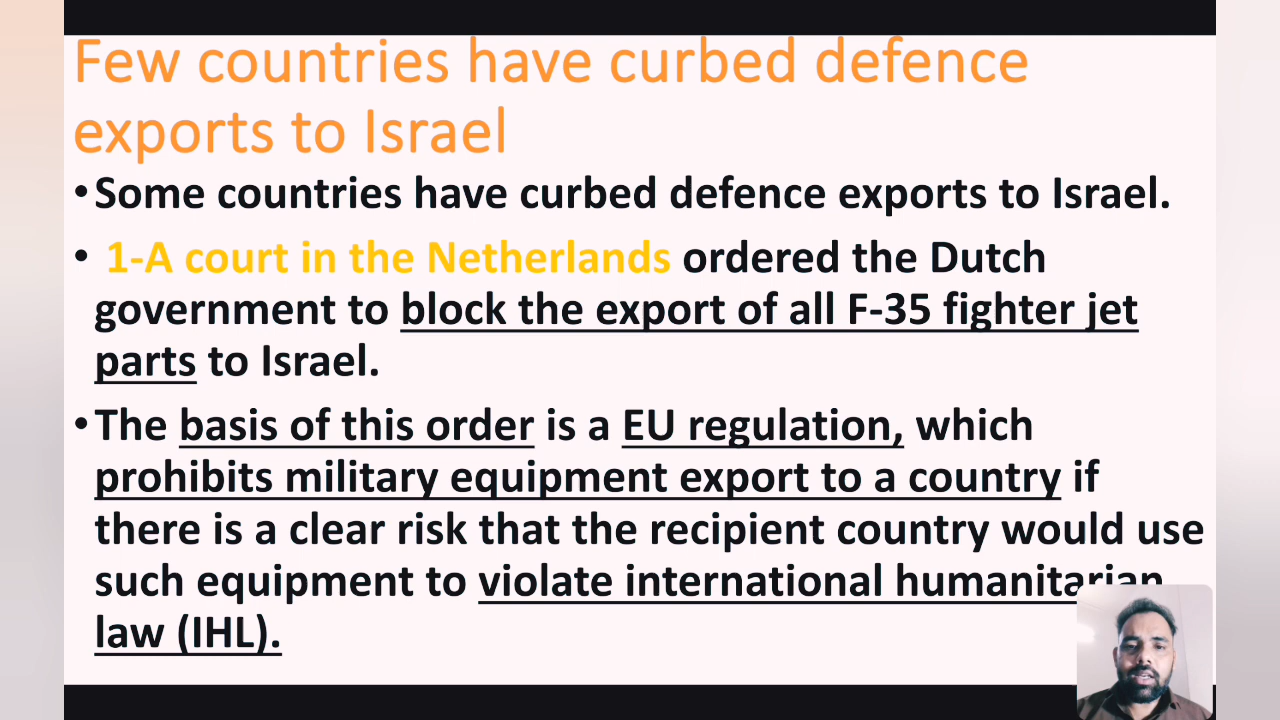 Few countries have curbed defence
exports to Israel
•Some countries have curbed defence exports to Israel.
• 1-A court in the Netherlands ordered the Dutch
government to block the export of all F-35 fighter jet
parts to Israel.
•The basis of this order is a EU regulation, which
prohibits military equipment export to a country if
there is a clear risk that the recipient country would use
such equipment to violate international humanitarian
law (IHL).